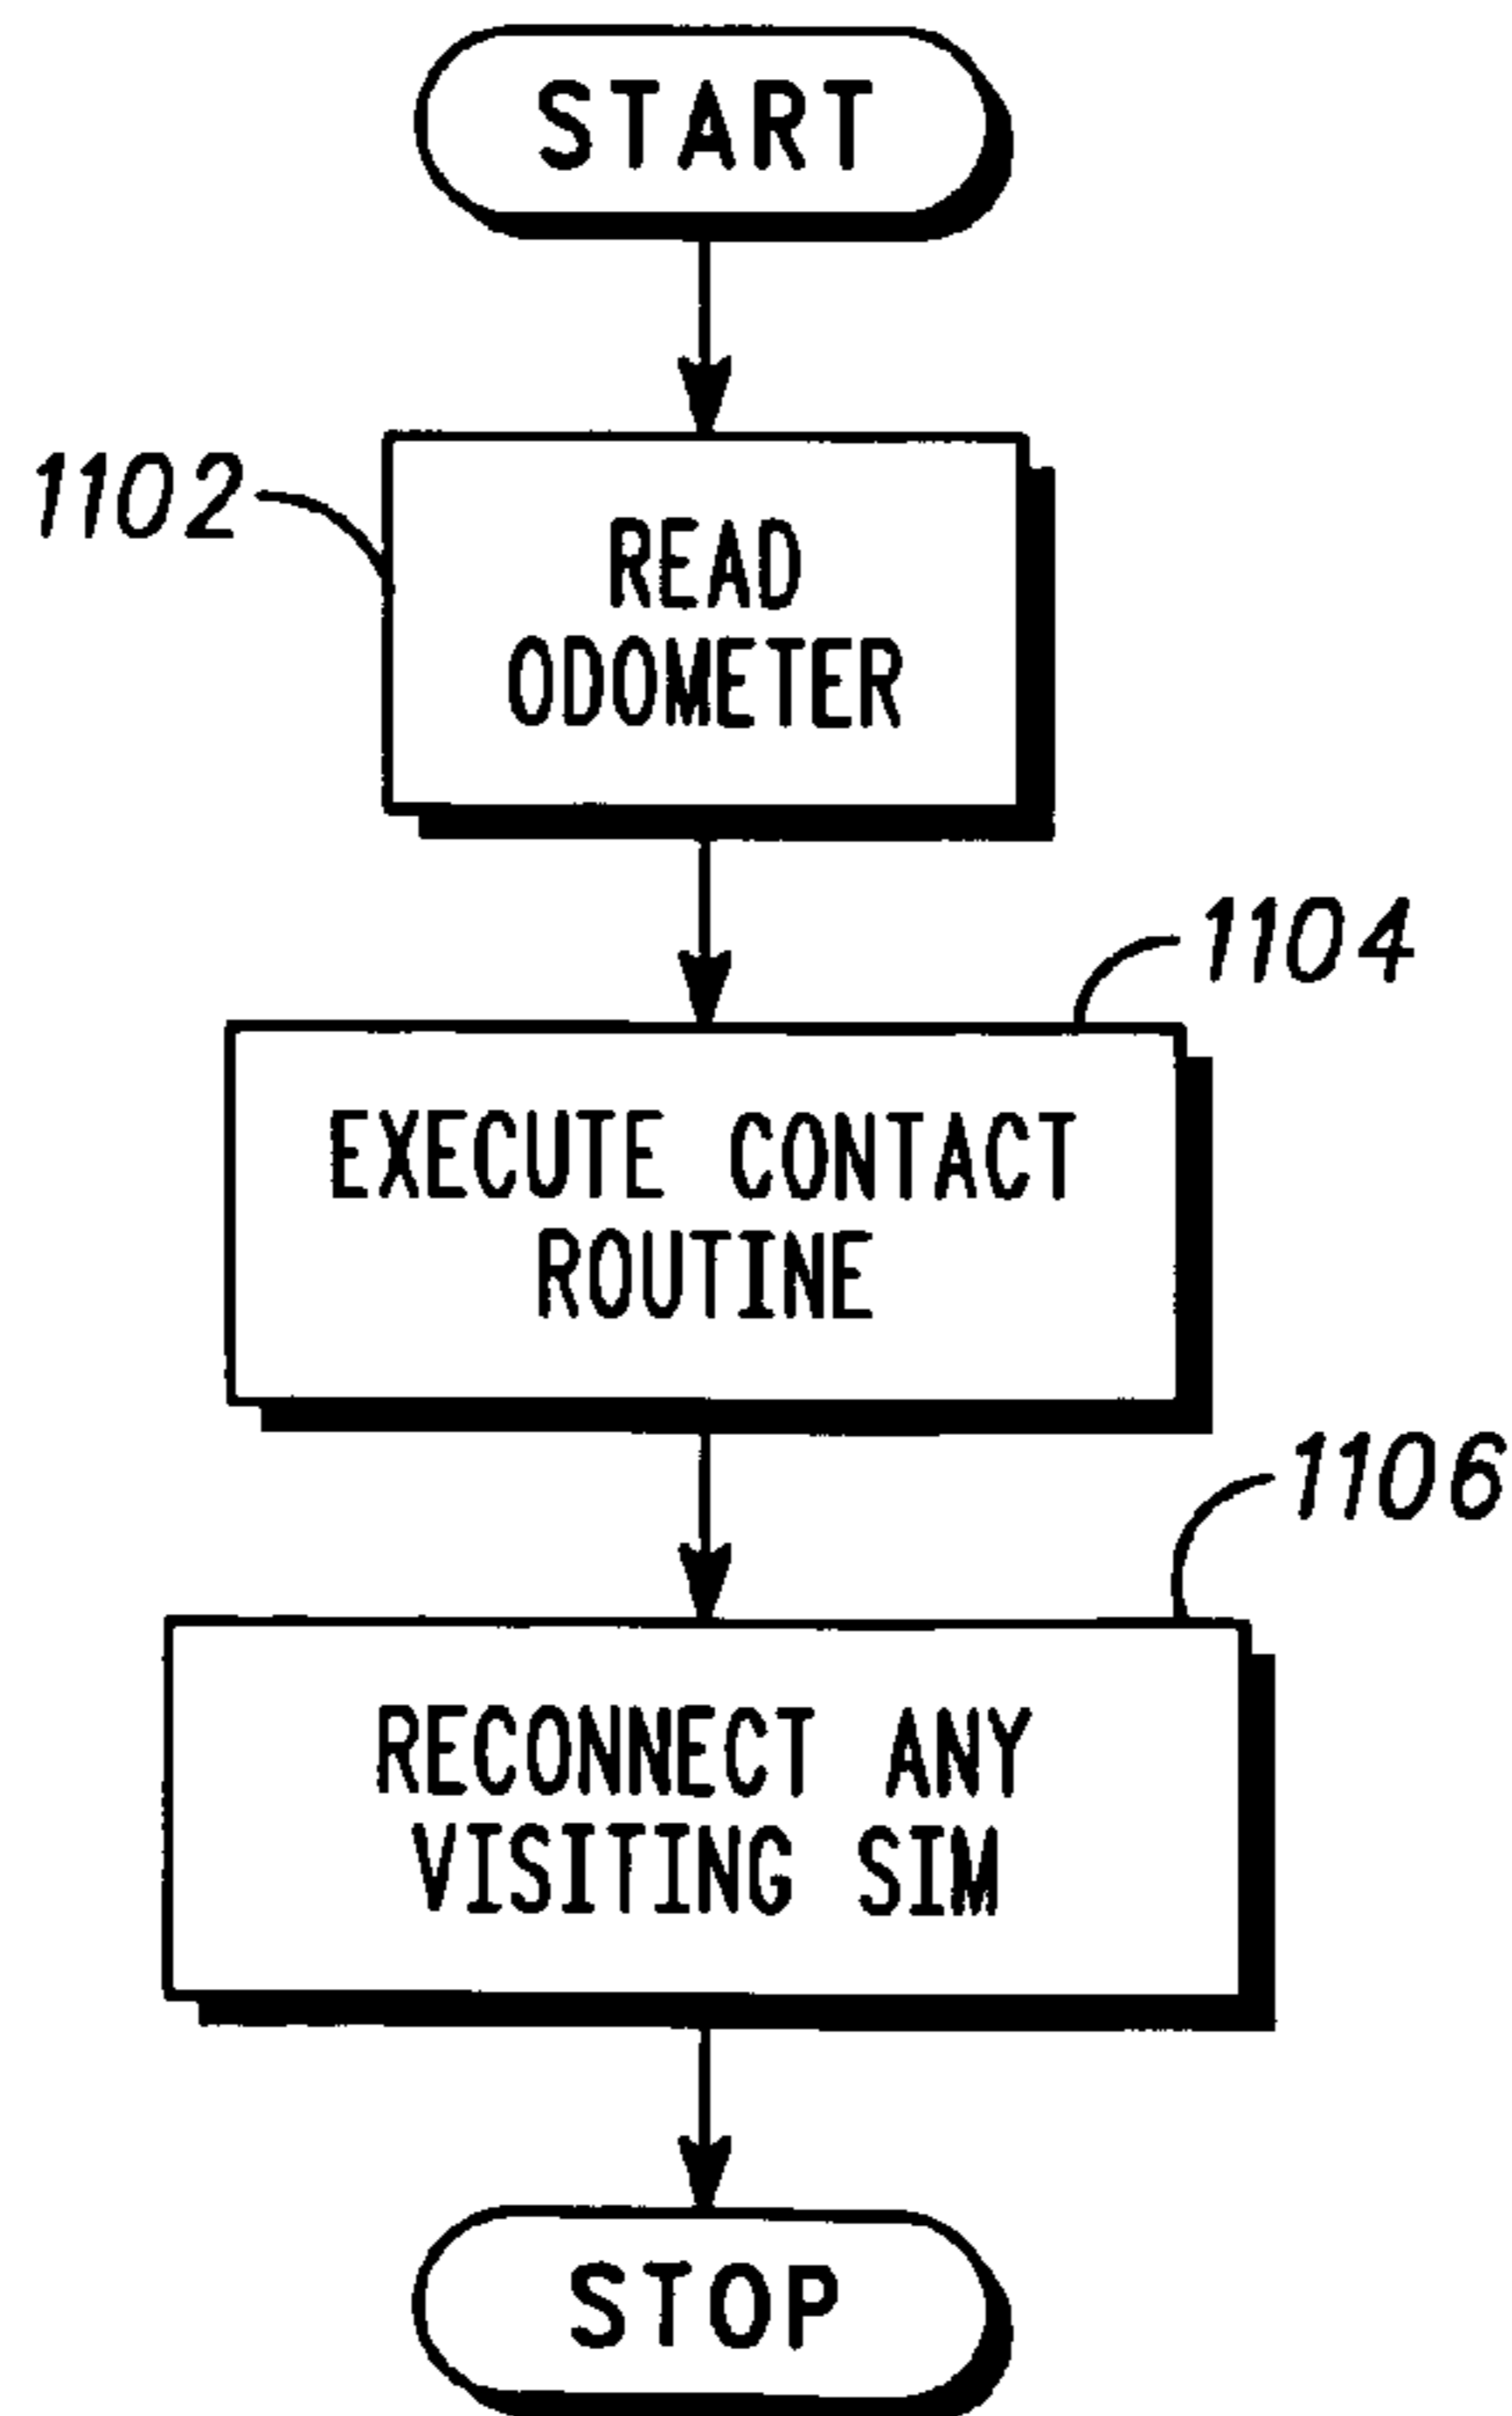 START
1102
READ
ODOMETER
1104
EXECUTE CONTACT
ROUTINE
1106
RECONNECT ANY
VISITING SIM
STOP